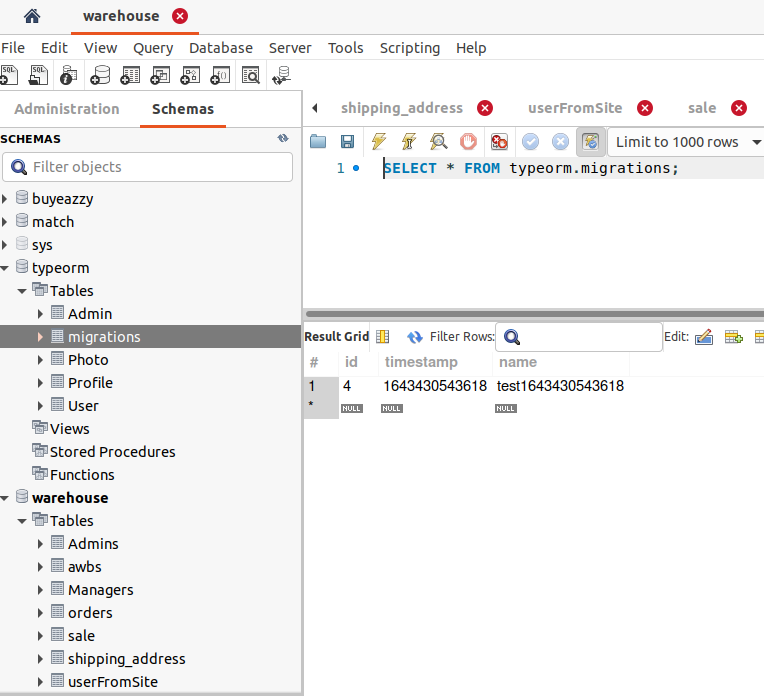 warehouse
File Edit View Query Database Server Tools Scripting Help
Administration Schemas
SCHEMAS
Filter objects
buyeazzy
match
sys
typeorm
Tables
Admin
migrations
Photo
Profile
User
Views
Stored Procedures
Functions
warehouse
Tables
Admins
awbs
Managers
orders
sale
shipping_address
userFromSite
shipping_address userFromSite sale
Limit to 1000 rows
1 SELECT * FROM typeorm.migrations;
Result Grid Filter Rows: Edit:
# id timestamp name
1 4 1643430543618 test1643430543618
* NULL NULL NULL